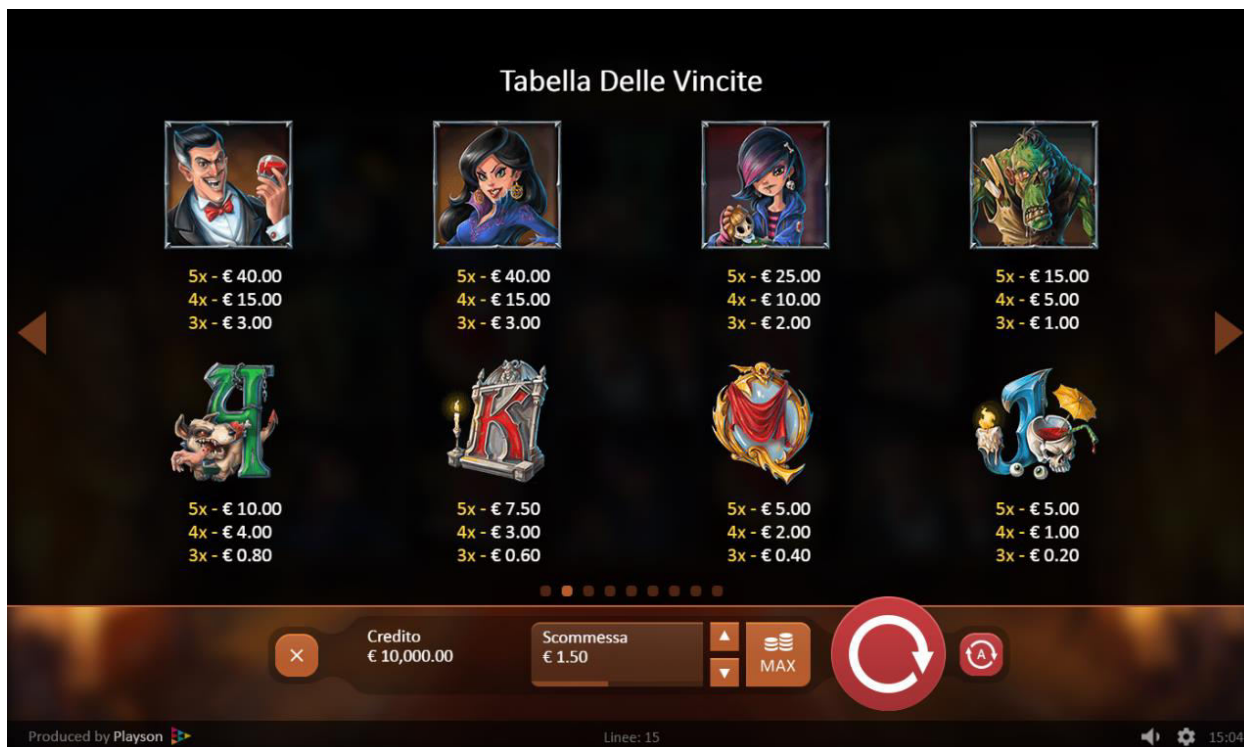 Tabella Delle Vincite
5x - € 40.00
4x - € 15.00
3x - € 3.00
5x - € 40.00
4x - € 15.00
3x - € 3.00
5x - € 25.00
4x - € 10.00
3x - € 2.00
5x - € 15.00
4x - € 5.00
3x - € 1.00
A
K
Q
J
5x - € 10.00
4x - € 4.00
3x - € 0.80
5x - € 7.50
4x - € 3.00
3x - € 0.60
5x - € 5.00
4x - € 2.00
3x - € 0.40
5x - € 5.00
4x - € 1.00
3x - € 0.20
Credito
€ 10,000.00
Scommessa
€ 1.50
MAX
A
Produced by Playson
Linee: 15
15:04